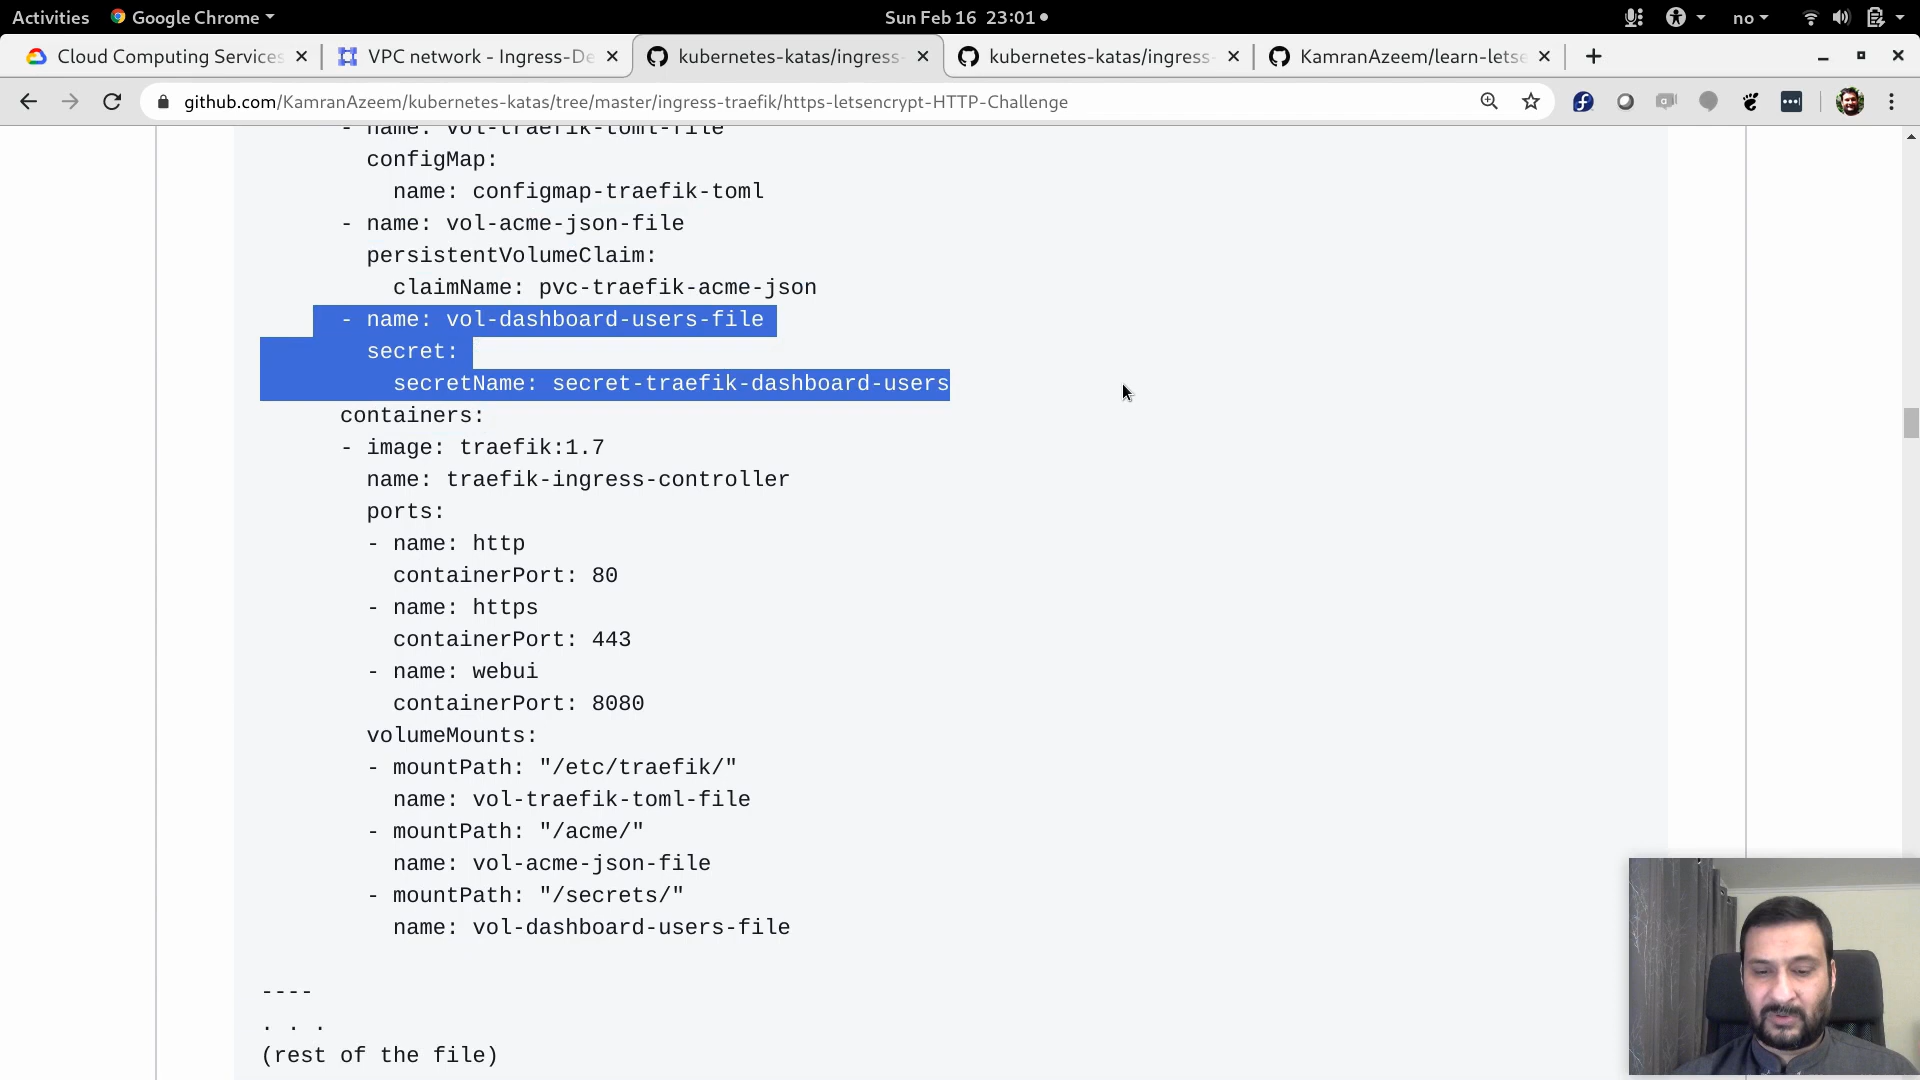 Activities
Google Chrome
Sun Feb 16 23:01
no
Cloud Computing Services
VPC network - Ingress-De
kubernetes-katas/ingress-
kubernetes-katas/ingress-
KamranAzeem/learn-letse
github.com/KamranAzeem/kubernetes-katas/tree/master/ingress-traefik/https-letsencrypt-HTTP-Challenge
- name: vol-traefik-toml-file
configMap:
name: configmap-traefik-toml
- name: vol-acme-json-file
persistentVolumeClaim:
claimName: pvc-traefik-acme-json
- name: vol-dashboard-users-file
secret:
secretName: secret-traefik-dashboard-users
containers:
- image: traefik:1.7
name: traefik-ingress-controller
ports:
- name: http
containerPort: 80
- name: https
containerPort: 443
- name: webui
containerPort: 8080
volumeMounts:
- mountPath: "/etc/traefik/"
name: vol-traefik-toml-file
- mountPath: "/acme/"
name: vol-acme-json-file
- mountPath: "/secrets/"
name: vol-dashboard-users-file
----
. . .
(rest of the file)